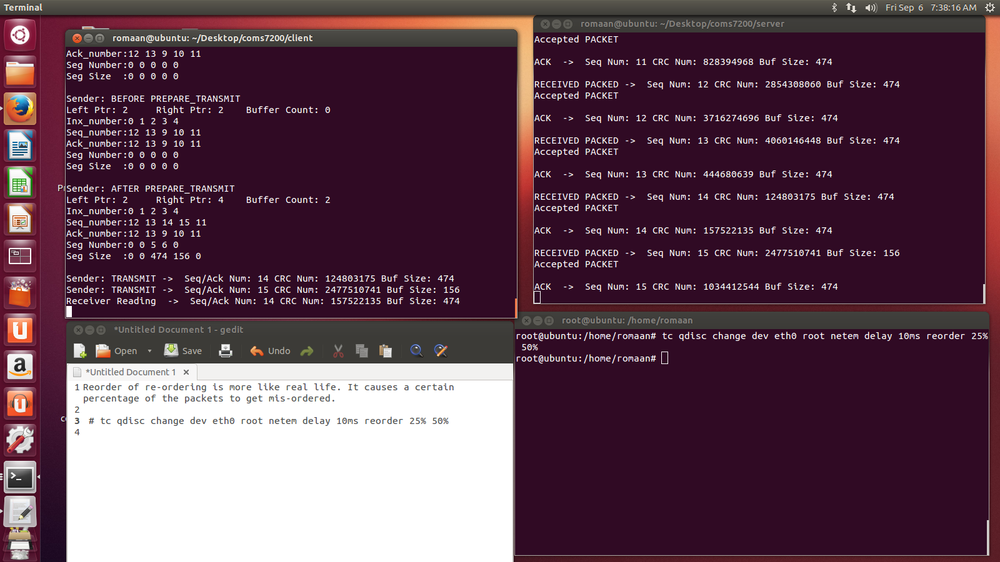 Terminal
Fri Sep 6 7:38:16 AM
romaan@ubuntu: ~/Desktop/coms7200/client
Ack_number:12 13 9 10 11
Seg Number:0 0 0 0 0
Seg Size  :0 0 0 0 0
Sender: BEFORE PREPARE_TRANSMIT
Left Ptr: 2     Right Ptr: 2    Buffer Count: 0
Inx_number:0 1 2 3 4
Seq_number:12 13 9 10 11
Ack_number:12 13 9 10 11
Seg Number:0 0 0 0 0
Seg Size  :0 0 0 0 0
Sender: AFTER PREPARE_TRANSMIT
Left Ptr: 2     Right Ptr: 4    Buffer Count: 2
Inx_number:0 1 2 3 4
Seq_number:12 13 14 15 11
Ack_number:12 13 9 10 11
Seg Number:0 0 5 6 0
Seg Size  :0 0 474 156 0
Sender: TRANSMIT ->  Seq/Ack Num: 14 CRC Num: 124803175 Buf Size: 474
Sender: TRANSMIT ->  Seq/Ack Num: 15 CRC Num: 2477510741 Buf Size: 156
Receiver Reading  ->  Seq/Ack Num: 14 CRC Num: 157522135 Buf Size: 474
romaan@ubuntu: ~/Desktop/coms7200/server
Accepted PACKET
ACK  ->  Seq Num: 11 CRC Num: 828394968 Buf Size: 474
RECEIVED PACKED ->  Seq Num: 12 CRC Num: 2854308060 Buf Size: 474
Accepted PACKET
ACK  ->  Seq Num: 12 CRC Num: 3716274696 Buf Size: 474
RECEIVED PACKED ->  Seq Num: 13 CRC Num: 4060146448 Buf Size: 474
Accepted PACKET
ACK  ->  Seq Num: 13 CRC Num: 444680639 Buf Size: 474
RECEIVED PACKED ->  Seq Num: 14 CRC Num: 124803175 Buf Size: 474
Accepted PACKET
ACK  ->  Seq Num: 14 CRC Num: 157522135 Buf Size: 474
RECEIVED PACKED ->  Seq Num: 15 CRC Num: 2477510741 Buf Size: 156
Accepted PACKET
ACK  ->  Seq Num: 15 CRC Num: 1034412544 Buf Size: 474
*Untitled Document 1 - gedit
Open Save Undo
*Untitled Document 1
1 Reorder of re-ordering is more like real life. It causes a certain
percentage of the packets to get mis-ordered.
2
3 # tc qdisc change dev eth0 root netem delay 10ms reorder 25% 50%
4
root@ubuntu: /home/romaan
root@ubuntu:/home/romaan# tc qdisc change dev eth0 root netem delay 10ms reorder 25%
50%
root@ubuntu:/home/romaan#